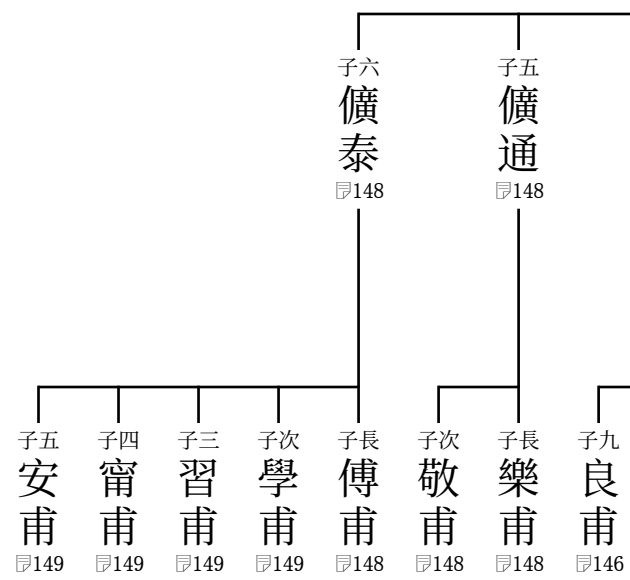 子五
儣通
148
子六
儣泰
148
子九
良甫
146
子長
樂甫
148
子次
敬甫
148
子長
傅甫
148
子次
學甫
149
子三
習甫
149
子四
甯甫
149
子五
安甫
149